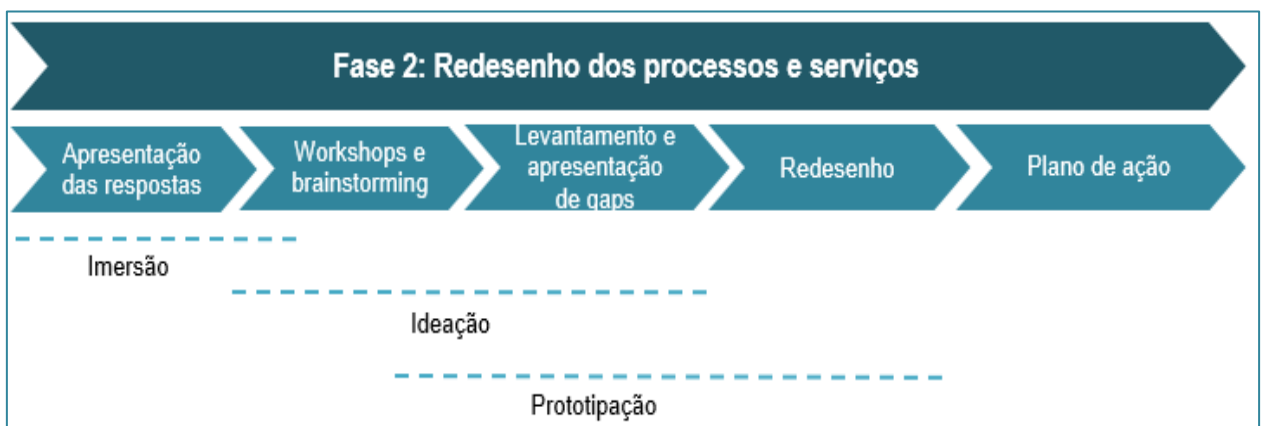 Fase 2: Redesenho dos processos e serviços
Apresentação
das respostas
Workshops e
brainstorming
Levantamento e
apresentação
de gaps
Redesenho
Plano de ação
Imersão
Ideação
Prototipação